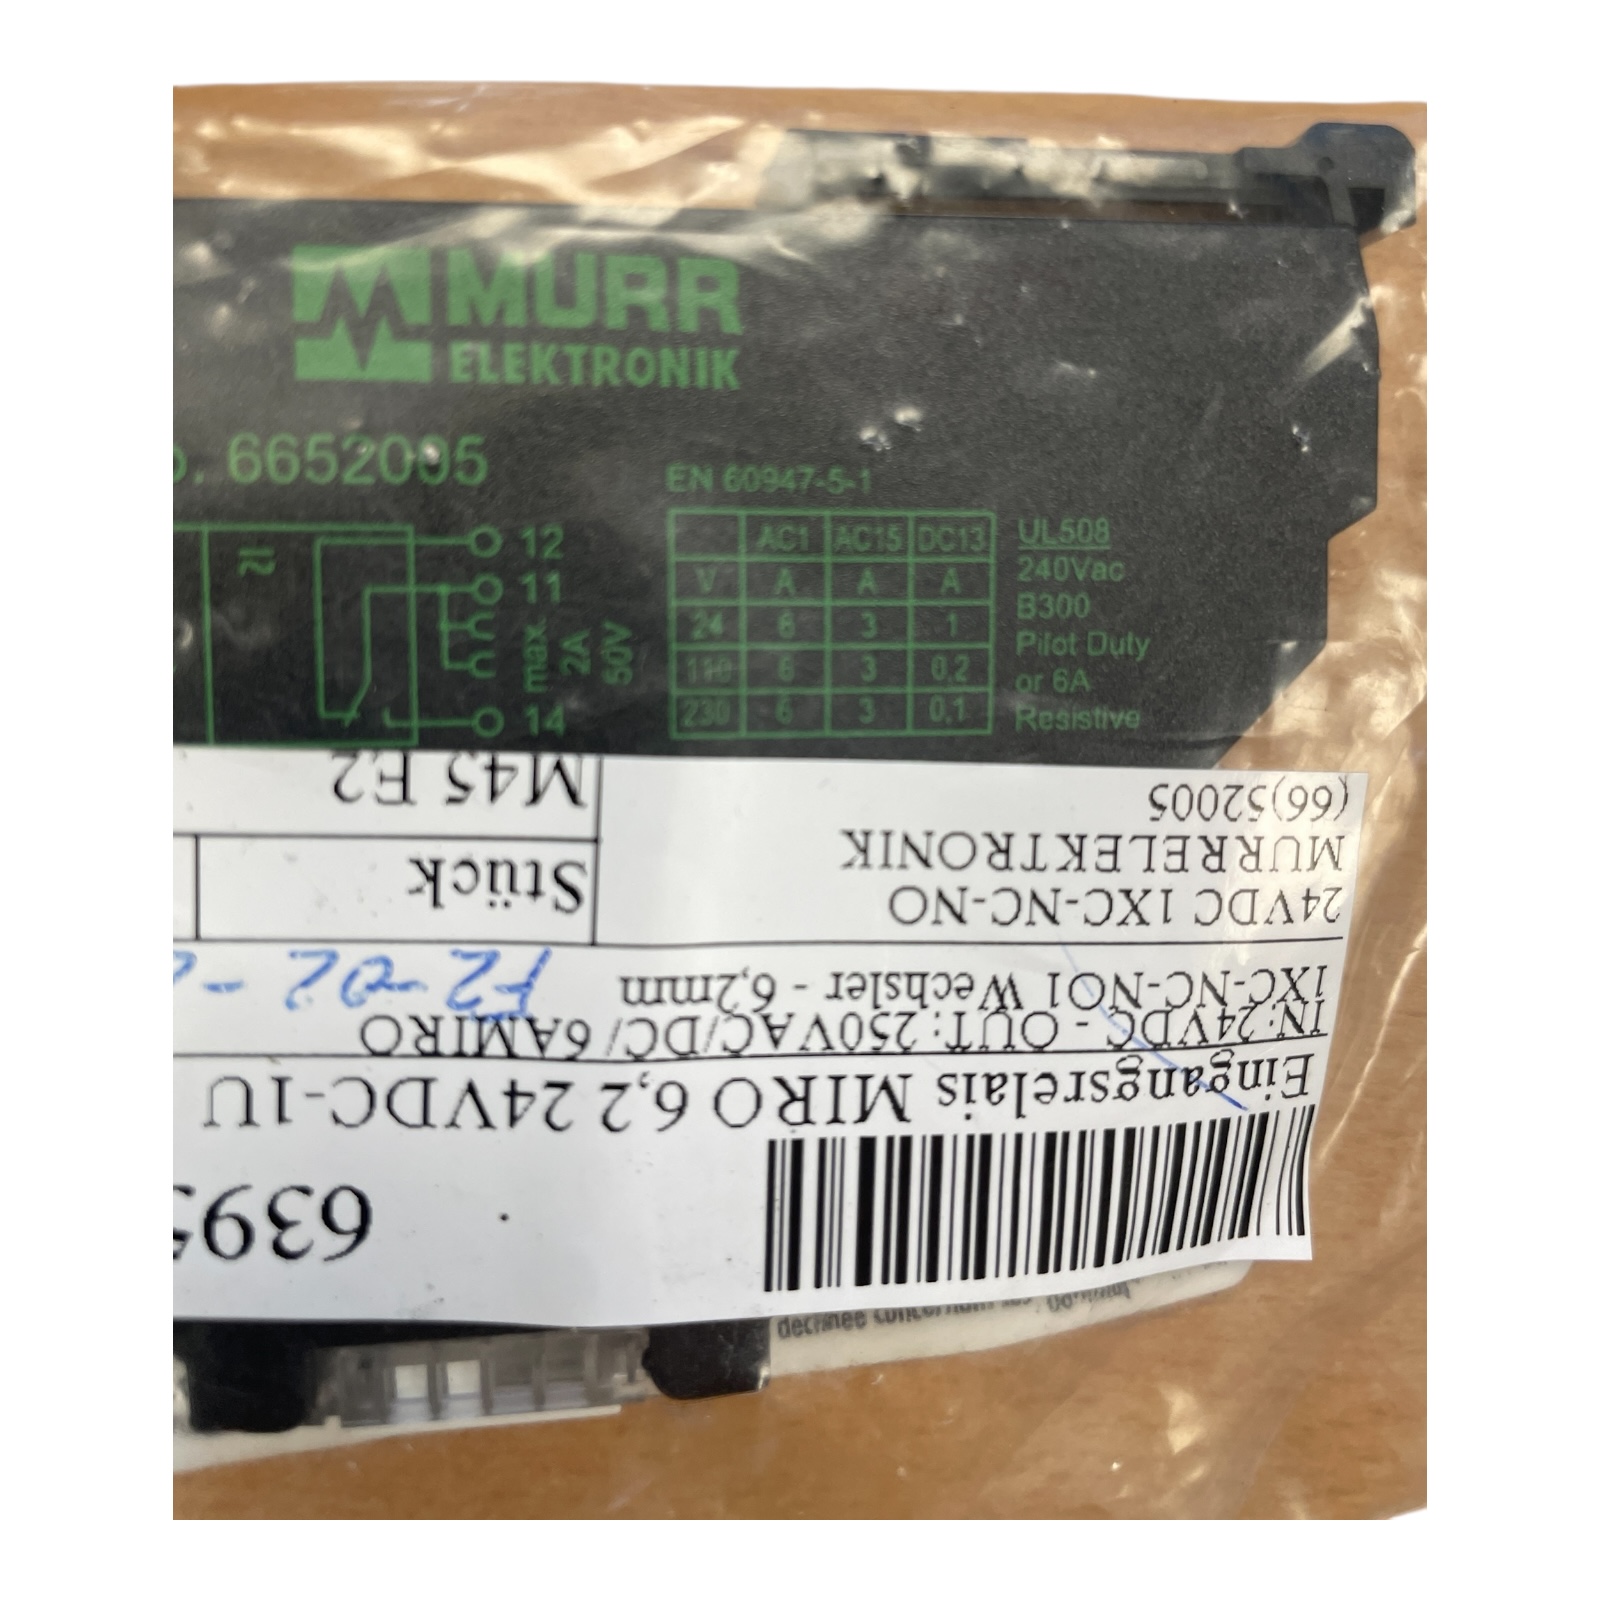 MURR
ELEKTRONIK
. 6652005
EN 60947-5-1
AC1 AC15 DC13
V A A A
24 6 3 1
110 6 3 0,2
230 6 3 0,1
UL508
240Vac
B300
Pilot Duty
or 6A
Resistive
12
11
max.
2A
50V
14
Eingangsrelais MIRO 6,2 24VDC-1U
IN: 24VDC - OUT: 250VAC/DC/ 6AMIRO
1XC-NC-NO1 Wechsler - 6,2mm
F2-02-
24VDC 1XC-NC-NO
MURRELEKTRONIK
(66)52005
Stück
M45 E2